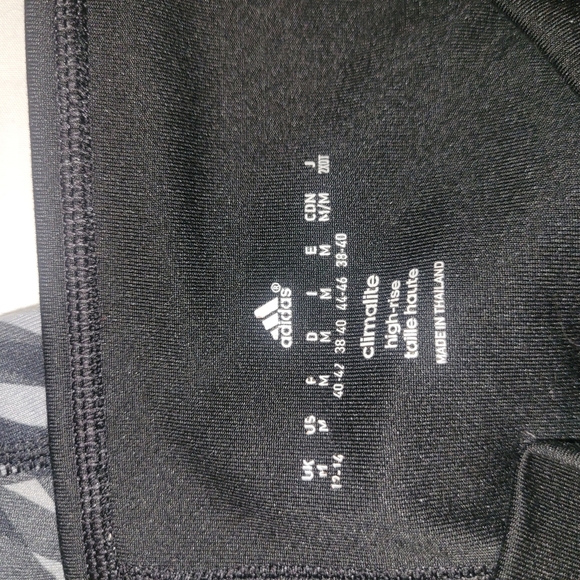 adidas®
UK US F D I E CDN J
M M M M M M M/M 2XOT
12-14 40-42 38-40 44-46 38-40
climalite
high-rise
taille haute
MADE IN THAILAND